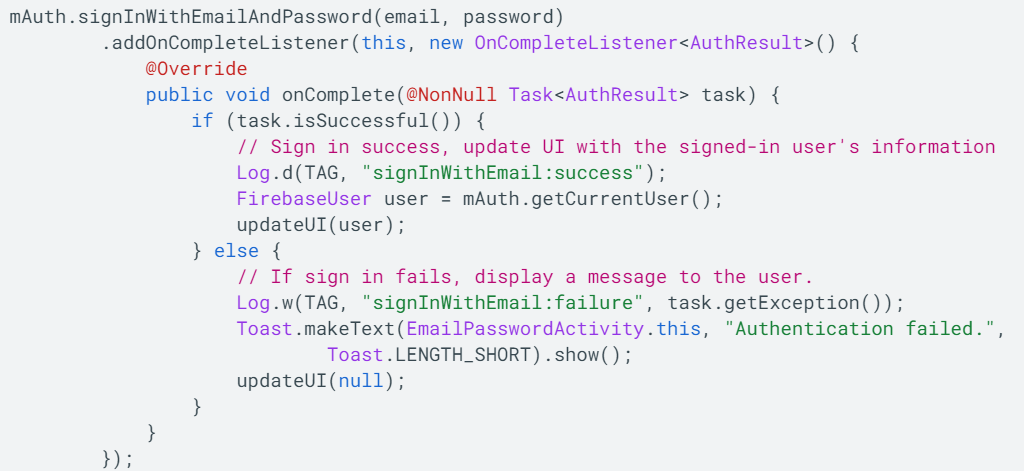 mAuth.signInWithEmailAndPassword(email, password)
        .addOnCompleteListener(this, new OnCompleteListener<AuthResult>() {
            @Override
            public void onComplete(@NonNull Task<AuthResult> task) {
                if (task.isSuccessful()) {
                    // Sign in success, update UI with the signed-in user's information
                    Log.d(TAG, "signInWithEmail:success");
                    FirebaseUser user = mAuth.getCurrentUser();
                    updateUI(user);
                } else {
                    // If sign in fails, display a message to the user.
                    Log.w(TAG, "signInWithEmail:failure", task.getException());
                    Toast.makeText(EmailPasswordActivity.this, "Authentication failed.",
                            Toast.LENGTH_SHORT).show();
                    updateUI(null);
                }
            }
        });